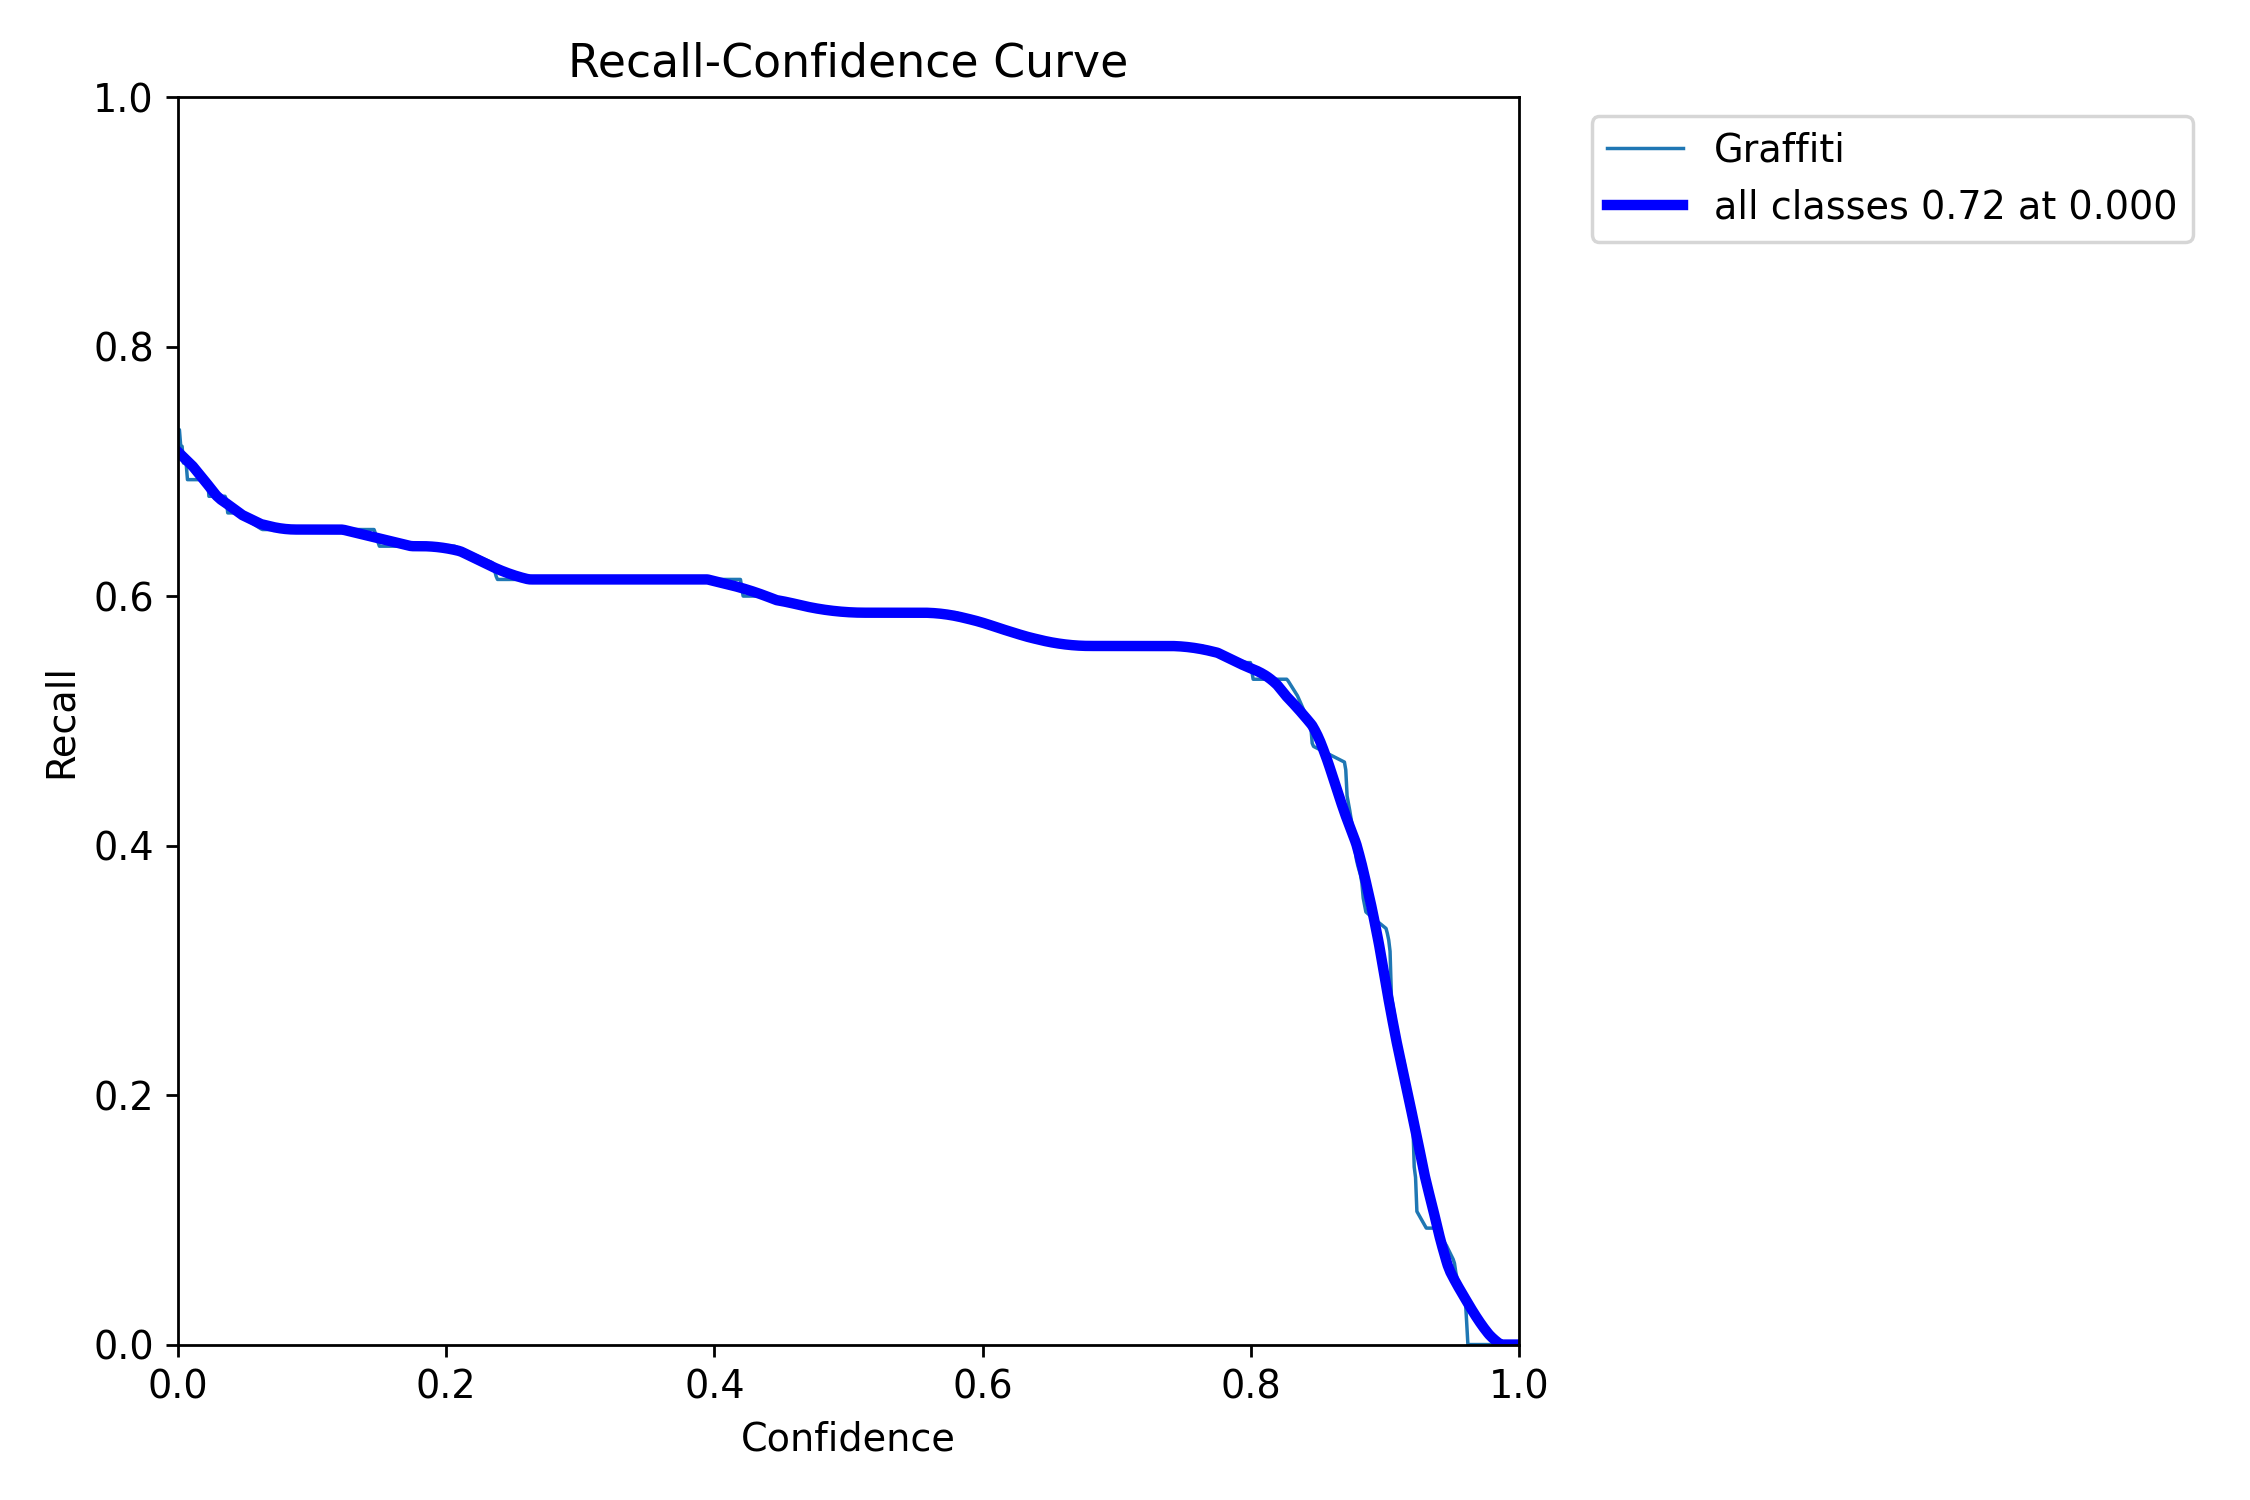 Recall-Confidence Curve
1.0
0.8
0.6
0.4
0.2
0.0
Recall
0.0 0.2 0.4 0.6 0.8 1.0
Confidence
Graffiti
all classes 0.72 at 0.000